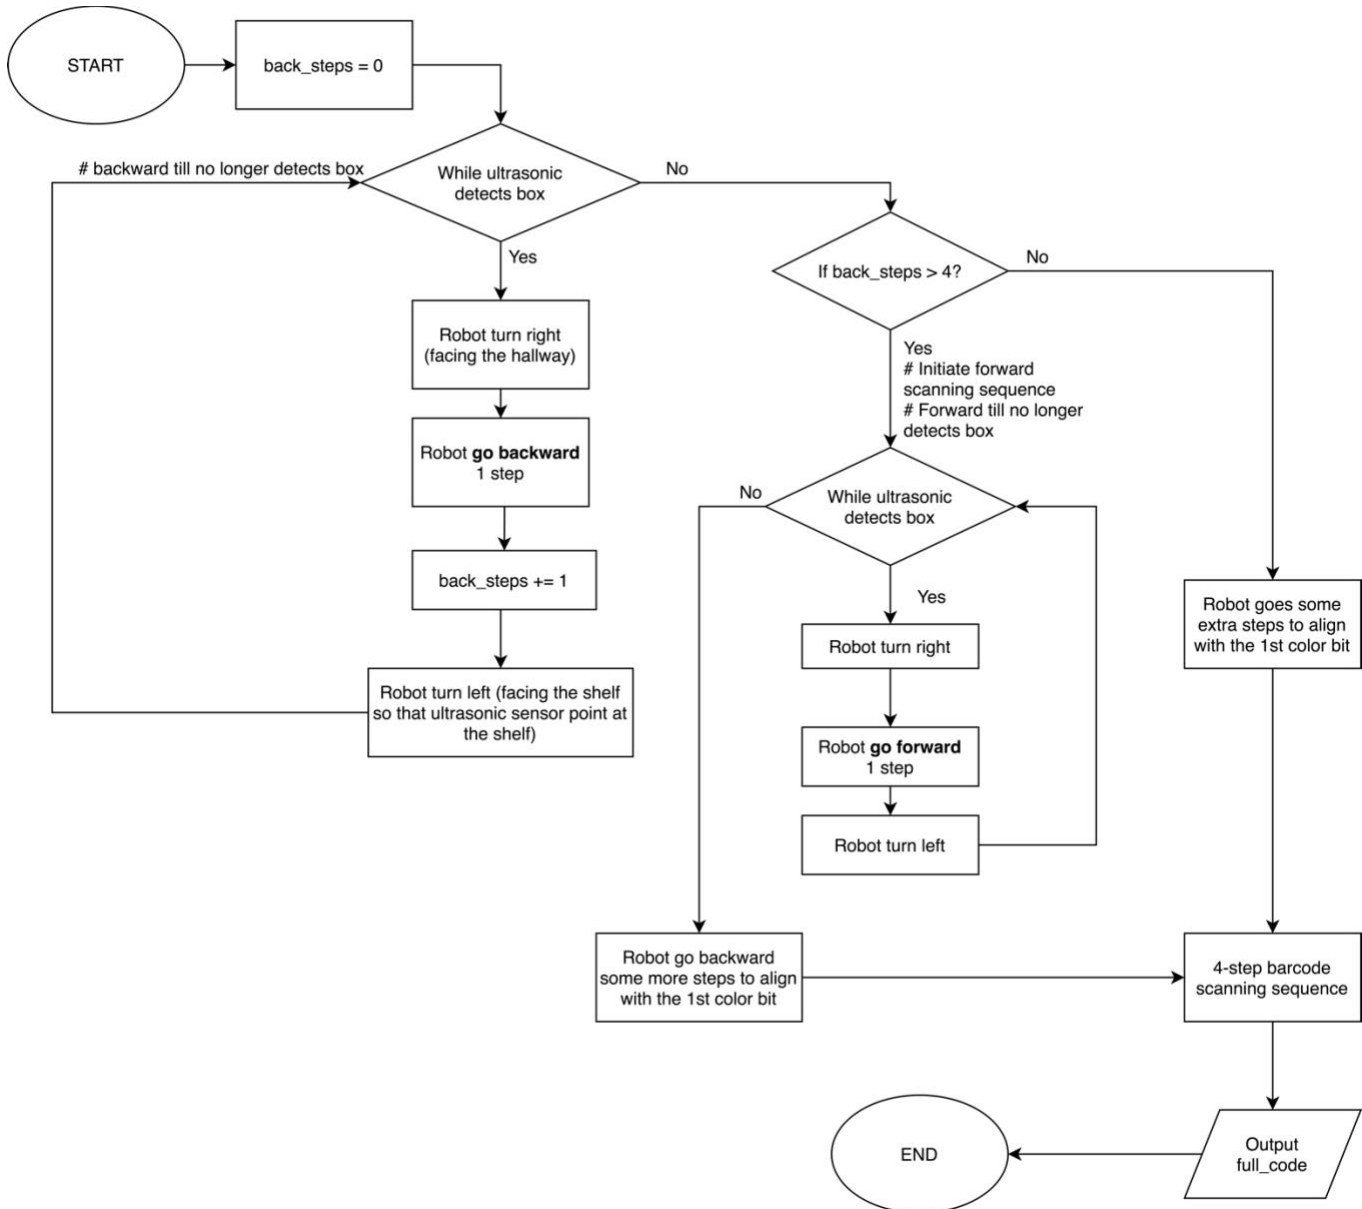 START
back_steps = 0
# backward till no longer detects box
While ultrasonic
detects box
No
Yes
If back_steps > 4?
No
Robot turn right
(facing the hallway)
Yes
# Initiate forward
scanning sequence
# Forward till no longer
detects box
Robot go backward
1 step
No
While ultrasonic
detects box
back_steps += 1
Yes
Robot goes some
extra steps to align
with the 1st color bit
Robot turn right
Robot turn left (facing the shelf
so that ultrasonic sensor point at
the shelf)
Robot go forward
1 step
Robot turn left
Robot go backward
some more steps to align
with the 1st color bit
4-step barcode
scanning sequence
END
Output
full_code